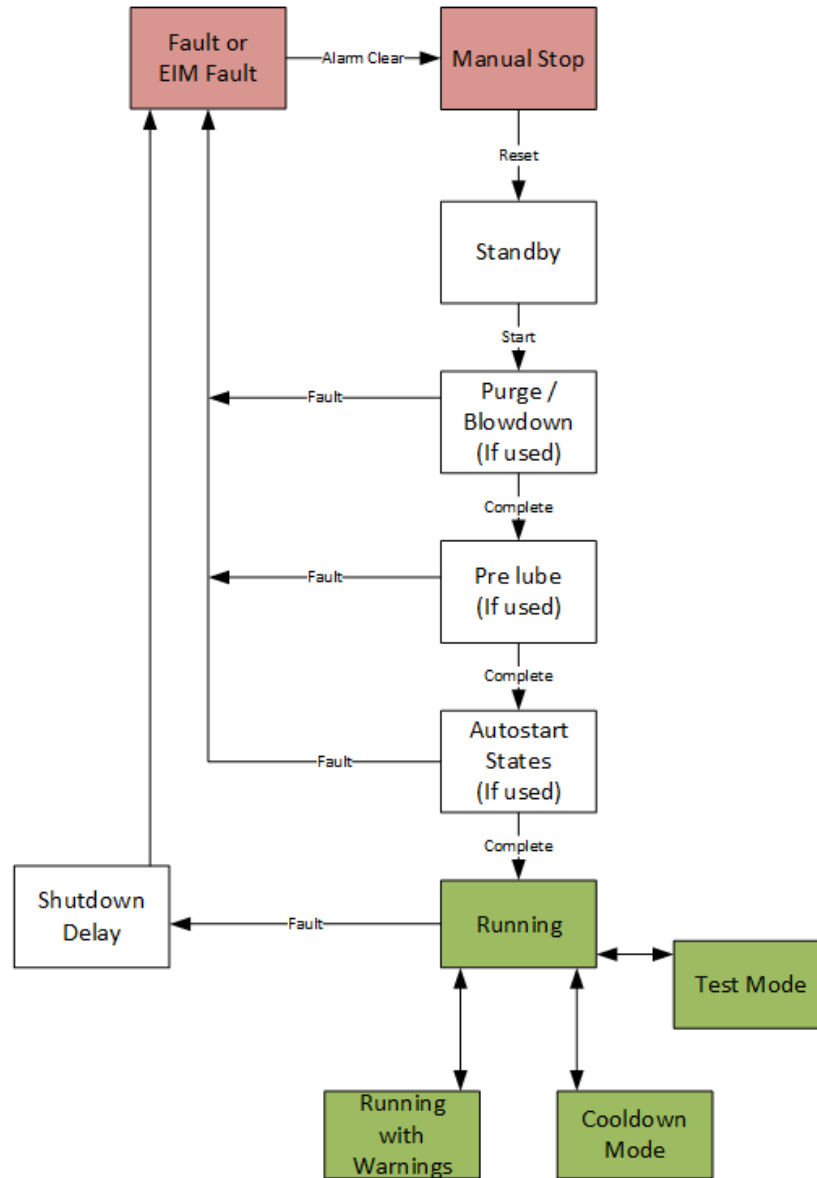 Fault or
EIM Fault
Alarm Clear
Manual Stop
Reset
Standby
Start
Purge /
Blowdown
(If used)
Fault
Complete
Pre lube
(If used)
Fault
Complete
Autostart
States
(If used)
Fault
Complete
Shutdown
Delay
Fault
Running
Test Mode
Running
with
Warnings
Cooldown
Mode